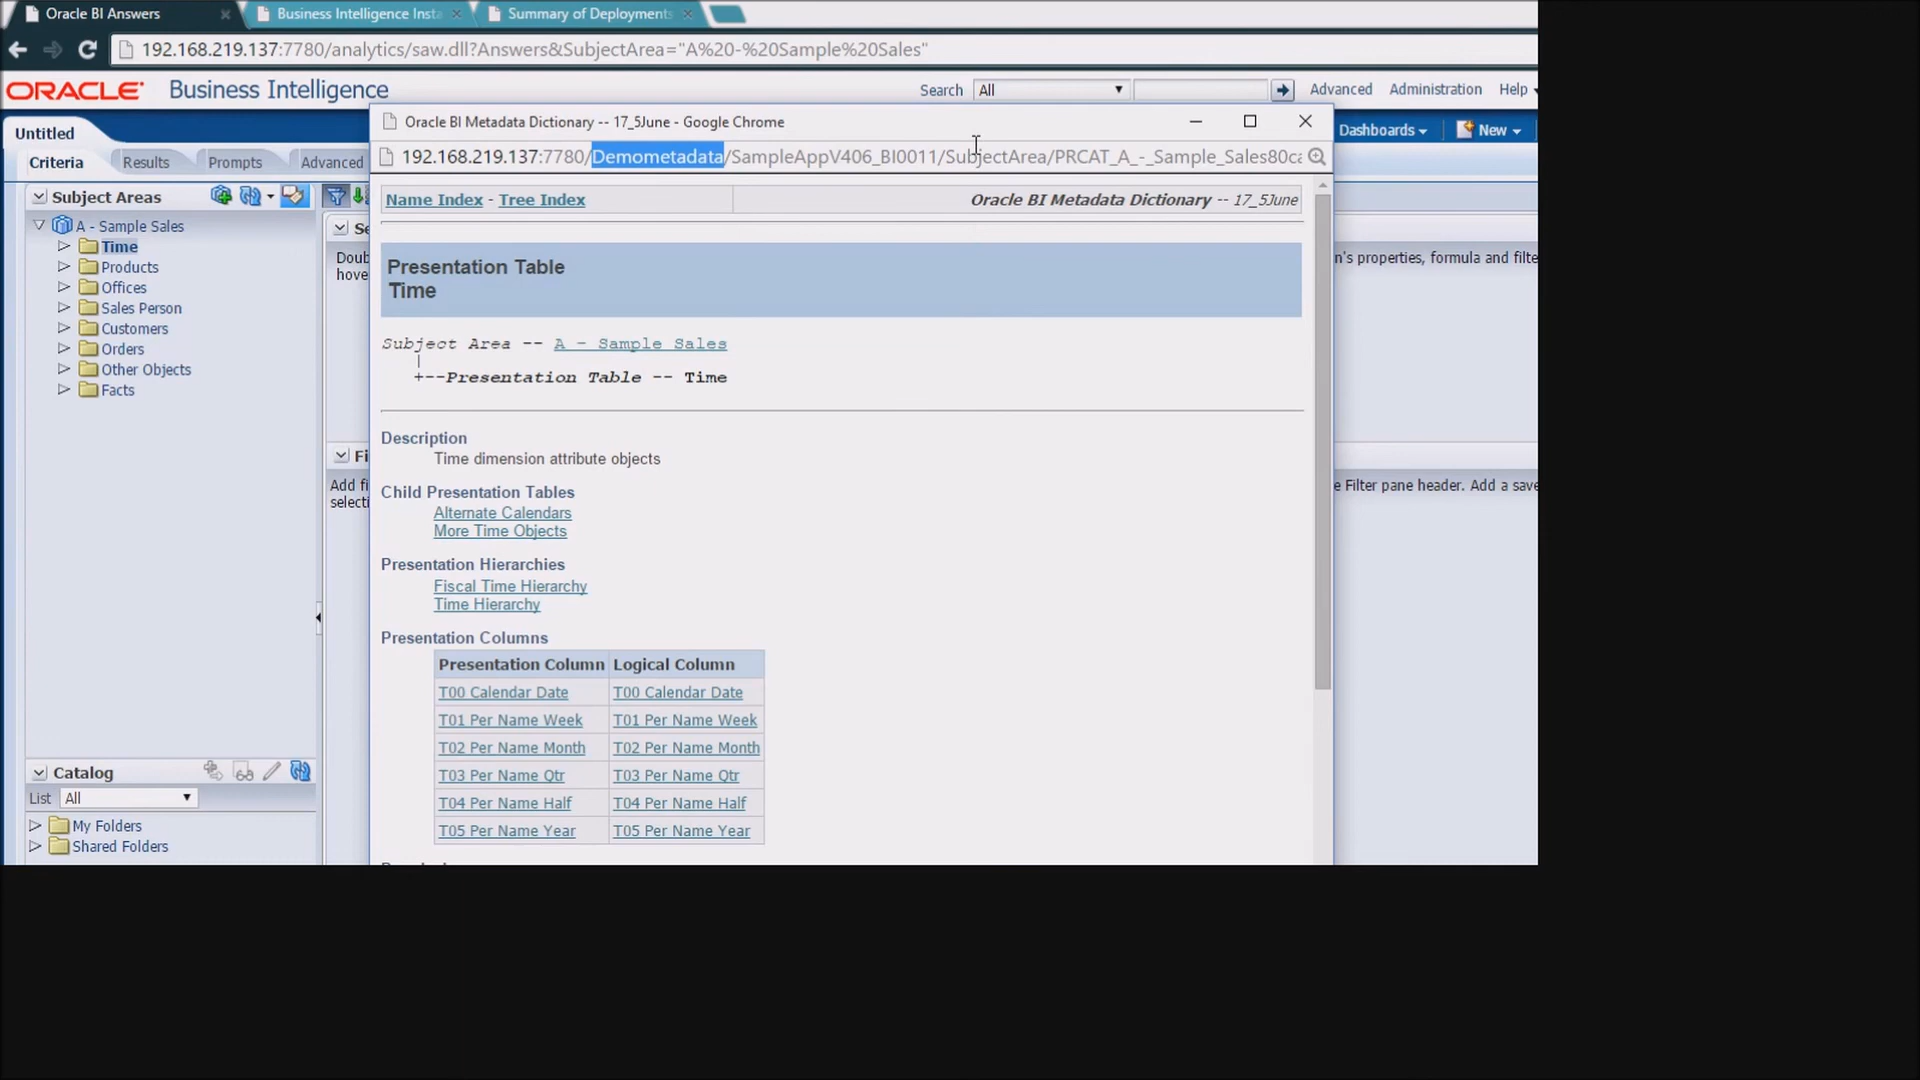 Oracle BI Answers
Business Intelligence Insta
Summary of Deployments
192.168.219.137:7780/analytics/saw.dll?Answers&SubjectArea="A%20-%20Sample%20Sales"
ORACLE Business Intelligence
Search All Advanced Administration Help
Untitled
Dashboards New
Criteria Results Prompts Advanced
Subject Areas
A - Sample Sales
Time
Products
Offices
Sales Person
Customers
Orders
Other Objects
Facts
Catalog
List All
My Folders
Shared Folders
Se
Doub
hove
n's properties, formula and filte
Fi
Add fi
selecti
e Filter pane header. Add a save
Oracle BI Metadata Dictionary -- 17_5June - Google Chrome
192.168.219.137:7780/Demometadata/SampleAppV406_BI0011/SubjectArea/PRCAT_A_-_Sample_Sales80ca
Name Index - Tree Index
Oracle BI Metadata Dictionary -- 17_5June
Presentation Table
Time
Subject Area -- A - Sample Sales
|
+--Presentation Table -- Time
Description
Time dimension attribute objects
Child Presentation Tables
Alternate Calendars
More Time Objects
Presentation Hierarchies
Fiscal Time Hierarchy
Time Hierarchy
Presentation Columns
Presentation Column Logical Column
T00 Calendar Date T00 Calendar Date
T01 Per Name Week T01 Per Name Week
T02 Per Name Month T02 Per Name Month
T03 Per Name Qtr T03 Per Name Qtr
T04 Per Name Half T04 Per Name Half
T05 Per Name Year T05 Per Name Year